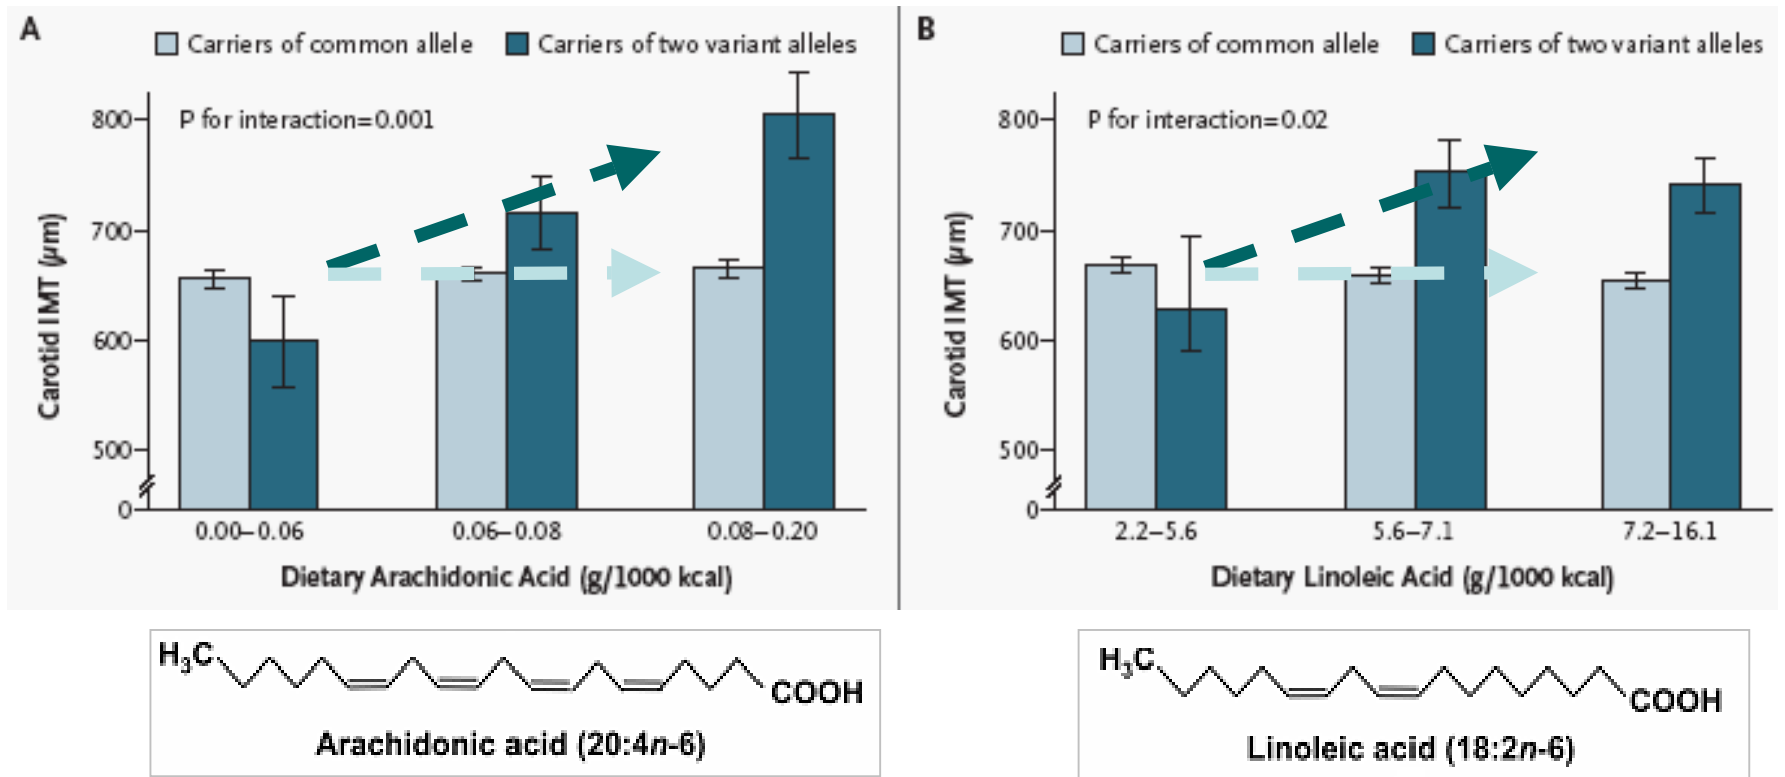 A
Carriers of common allele
Carriers of two variant alleles
P for interaction=0.001
Carotid IMT (µm)
800
700
600
500
0
0.00–0.06
0.06–0.08
0.08–0.20
Dietary Arachidonic Acid (g/1000 kcal)
H3C
COOH
Arachidonic acid (20:4n-6)
B
Carriers of common allele
Carriers of two variant alleles
P for interaction=0.02
Carotid IMT (µm)
800
700
600
500
0
2.2–5.6
5.6–7.1
7.2–16.1
Dietary Linoleic Acid (g/1000 kcal)
H3C
COOH
Linoleic acid (18:2n-6)